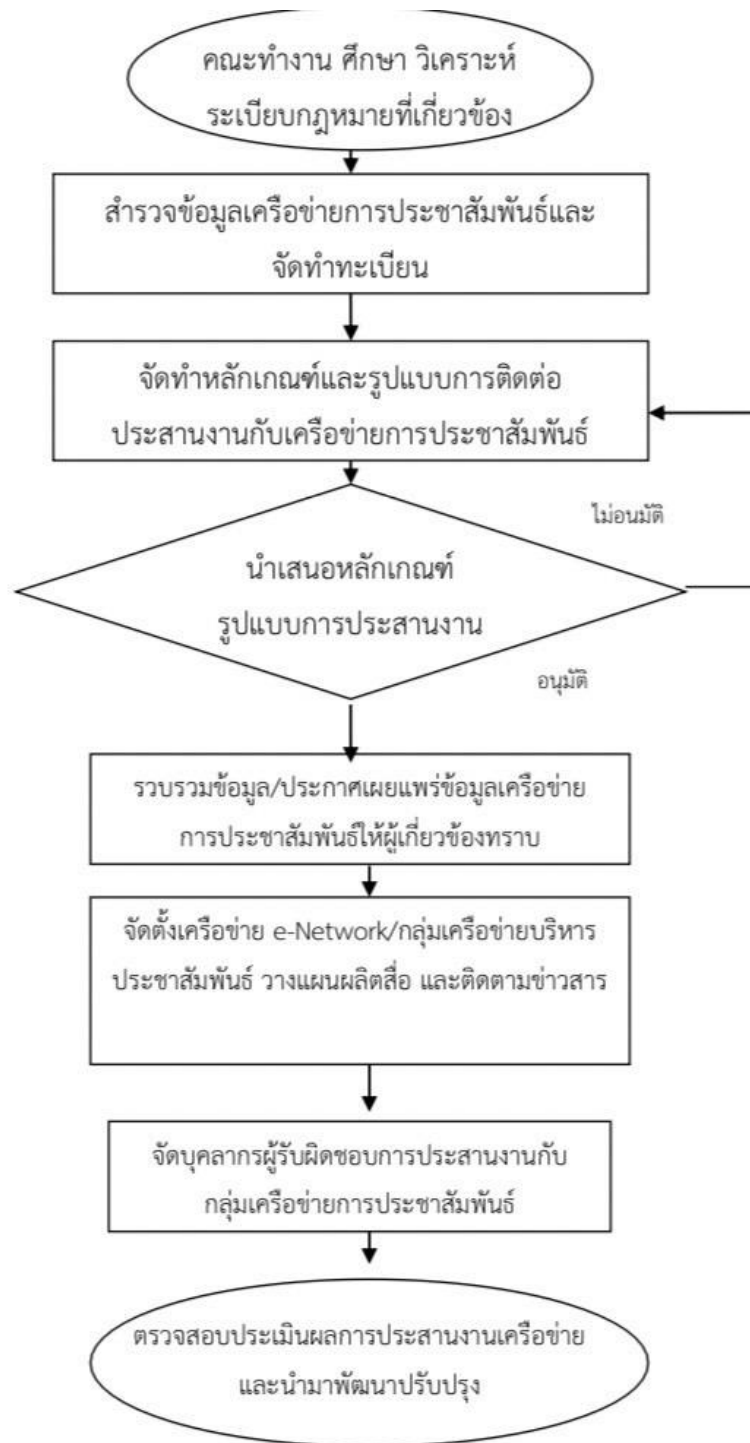 คณะทำงาน ศึกษา วิเคราะห์
ระเบียบกฎหมายที่เกี่ยวข้อง
สำรวจข้อมูลเครือข่ายการประชาสัมพันธ์และ
จัดทำทะเบียน
จัดทำหลักเกณฑ์และรูปแบบการติดต่อ
ประสานงานกับเครือข่ายการประชาสัมพันธ์
ไม่อนมัติ
นำเสนอหลักเกณฑ์
รูปแบบการประสานงาน
อนุมัติ
รวบรวมข้อมูล/ประกาศเผยแพร่ข้อมูลเครือข่าย
การประชาสัมพันธ์ให้ผู้เกี่ยวข้องทราบ
จัดตั้งเครือข่าย e-Network/กลุ่มเครือข่ายบริหาร
ประชาสัมพันธ์ วางแผนผลิตสื่อ และติดตามข่าวสาร
จัดบุคลากรผู้รับผิดชอบการประสานงานกับ
กลุ่มเครือข่ายการประชาสัมพันธ์
ตรวจสอบประเมินผลการประสานงานเครือข่าย
และนำมาพัฒนาปรับปรุง